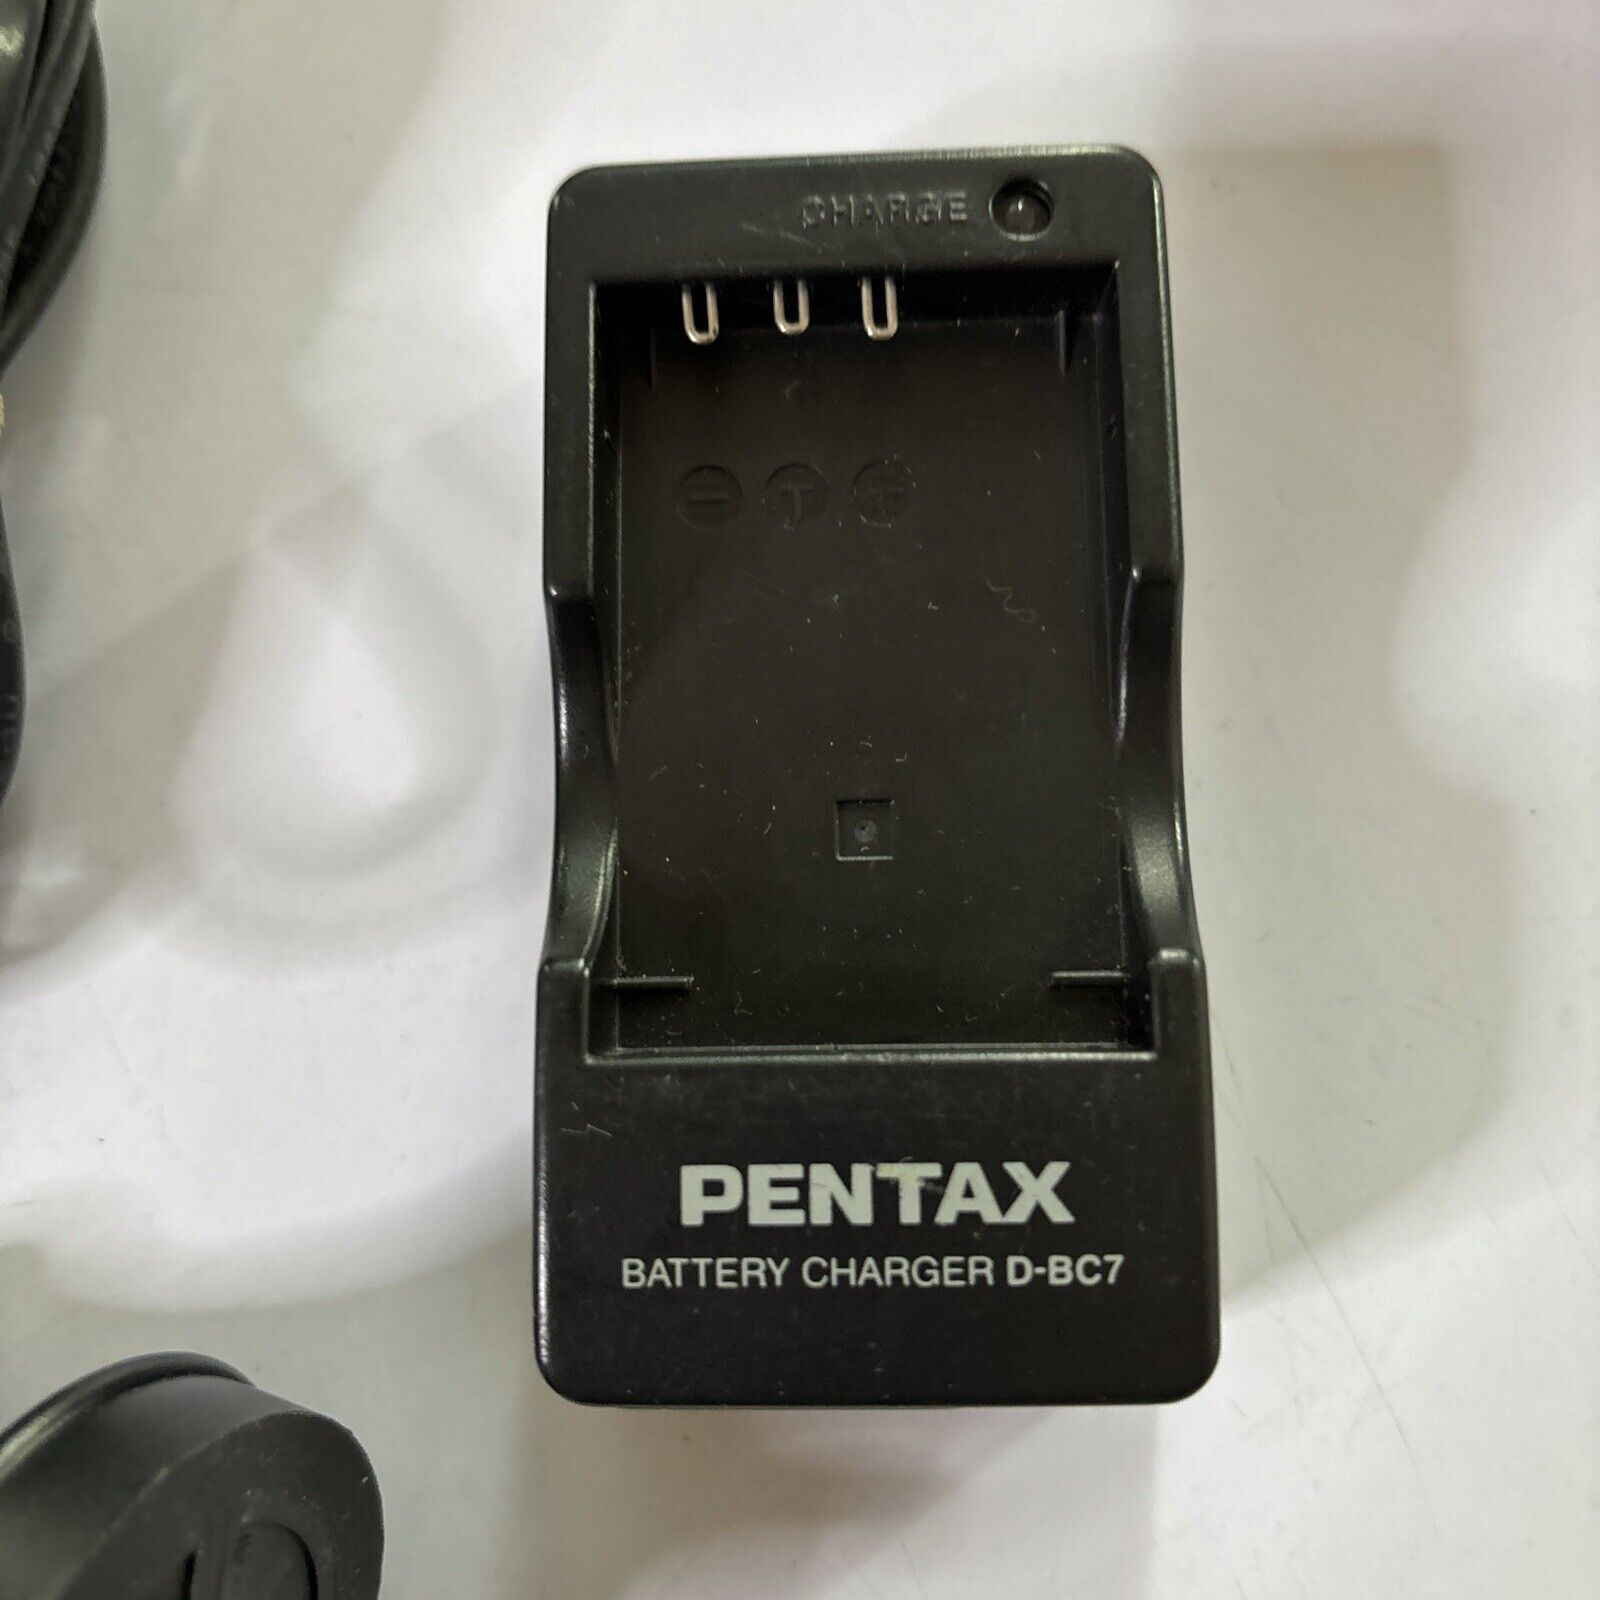 CHARGE
- T +
PENTAX
BATTERY CHARGER D-BC7